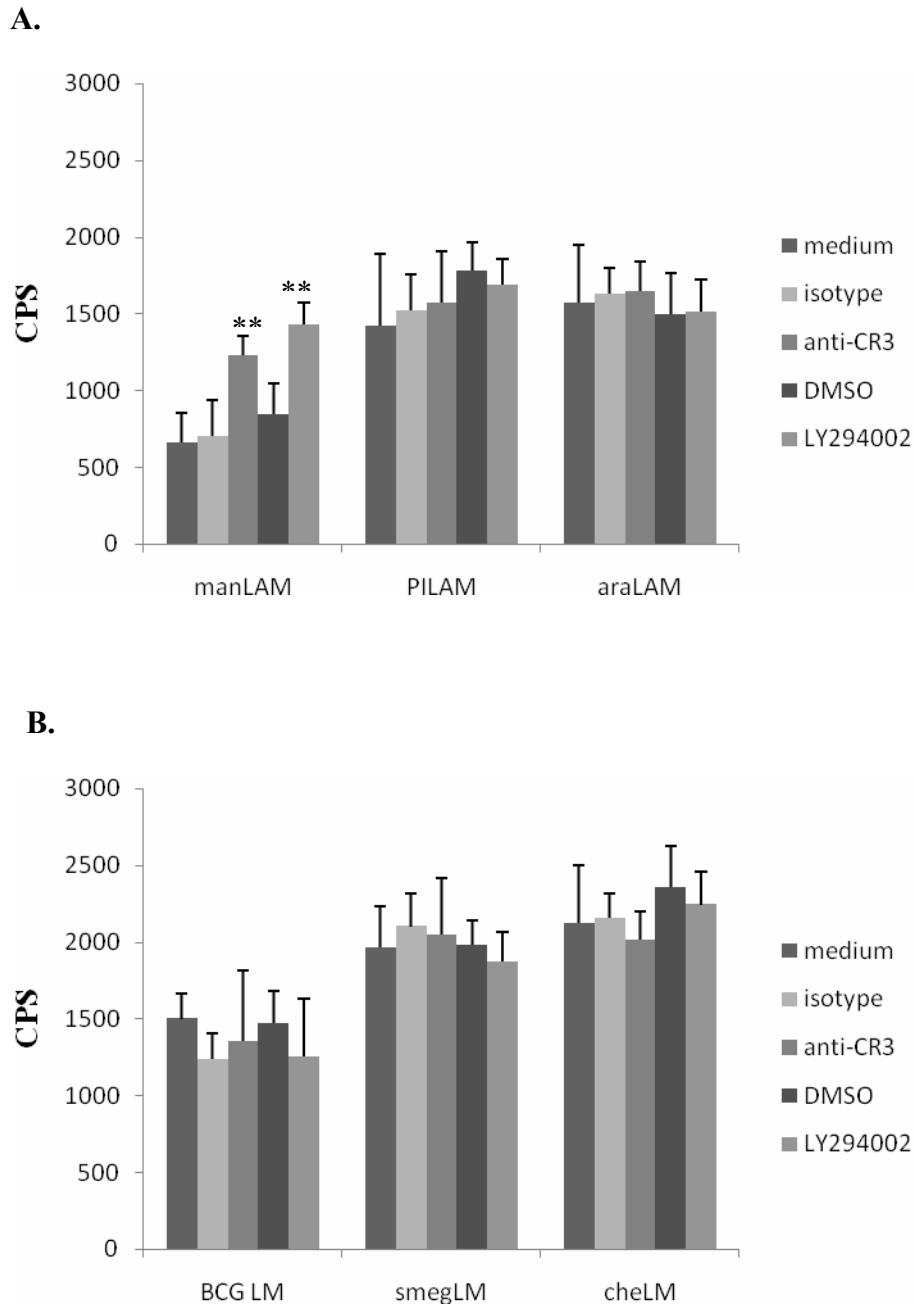 A.
3000
2500
2000
1500
1000
500
0
CPS
** **
manLAM PILAM araLAM
medium
isotype
anti-CR3
DMSO
LY294002
B.
3000
2500
2000
1500
1000
500
0
CPS
BCG LM smegLM cheLM
medium
isotype
anti-CR3
DMSO
LY294002